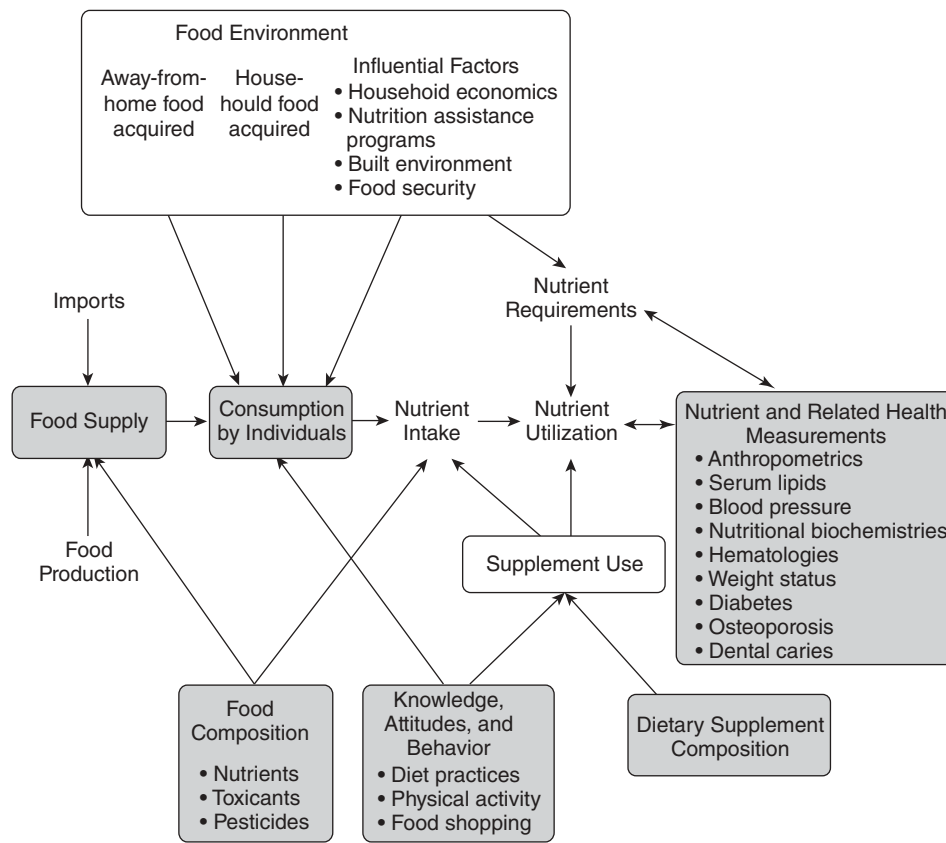 Food Environment
Away-from-
home food
acquired
House-
hould food
acquired
Influential Factors
• Househoid economics
• Nutrition assistance
programs
• Built environment
• Food security
Imports
Nutrient
Requirements
Food Supply
Consumption
by Individuals
Nutrient
Intake
Nutrient
Utilization
Nutrient and Related Health
Measurements
• Anthropometrics
• Serum lipids
• Blood pressure
• Nutritional biochemistries
• Hematologies
• Weight status
• Diabetes
• Osteoporosis
• Dental caries
Food
Production
Supplement Use
Food
Composition
• Nutrients
• Toxicants
• Pesticides
Knowledge,
Attitudes, and
Behavior
• Diet practices
• Physical activity
• Food shopping
Dietary Supplement
Composition